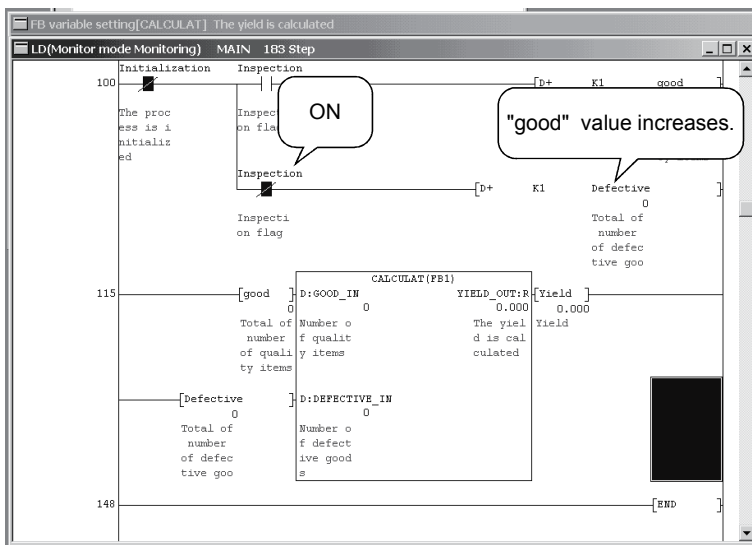 FB variable setting[CALCULAT] The yield is calculated
LD(Monitor mode Monitoring) MAIN 183 Step
Initialization Inspection
100 [D+ K1 good ]
The proc
ess is i
nitializ
ed
Inspec
on fla
ON
"good" value increases.
Inspection
[D+ K1 Defective ]
0
Inspecti
on flag
Total of
number
of defec
tive goo
CALCULAT(FB1)
115 [good ] D:GOOD_IN YIELD_OUT:R [Yield ]
0 0 0.000 0.000
Total of Number o The yiel Yield
number f qualit d is cal
of quali y items culated
ty items
[Defective ] D:DEFECTIVE_IN
0 0
Total of Number o
number f defect
of defec ive good
tive goo s
148 [END ]